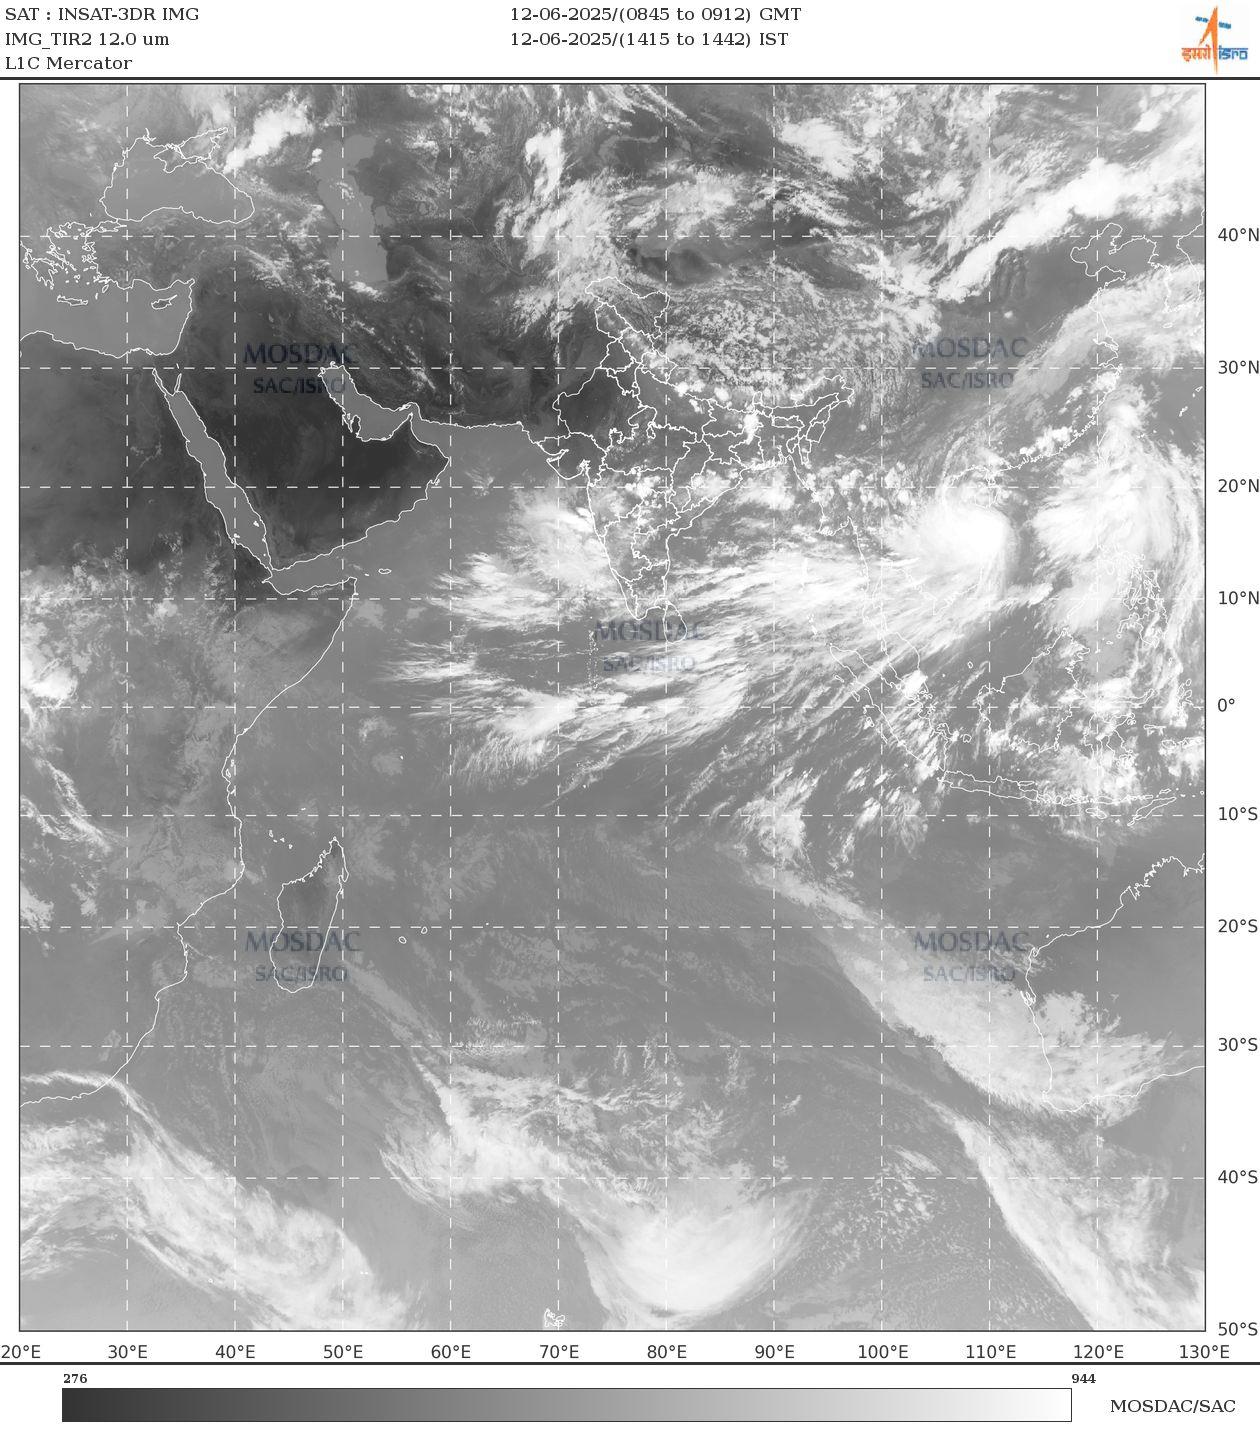 SAT : INSAT-3DR IMG
12-06-2025/(0845 to 0912) GMT
IMG_TIR2 12.0 um
12-06-2025/(1415 to 1442) IST
L1C Mercator
इसरो isro
40°N
MOSDAC
SAC/ISRO
MOSDAC
SAC/ISRO
30°N
20°N
10°N
MOSDAC
SAC/ISRO
0°
10°S
20°S
MOSDAC
SAC/ISRO
MOSDAC
SAC/ISRO
30°S
40°S
50°S
20°E 30°E 40°E 50°E 60°E 70°E 80°E 90°E 100°E 110°E 120°E 130°E
276 944
MOSDAC/SAC